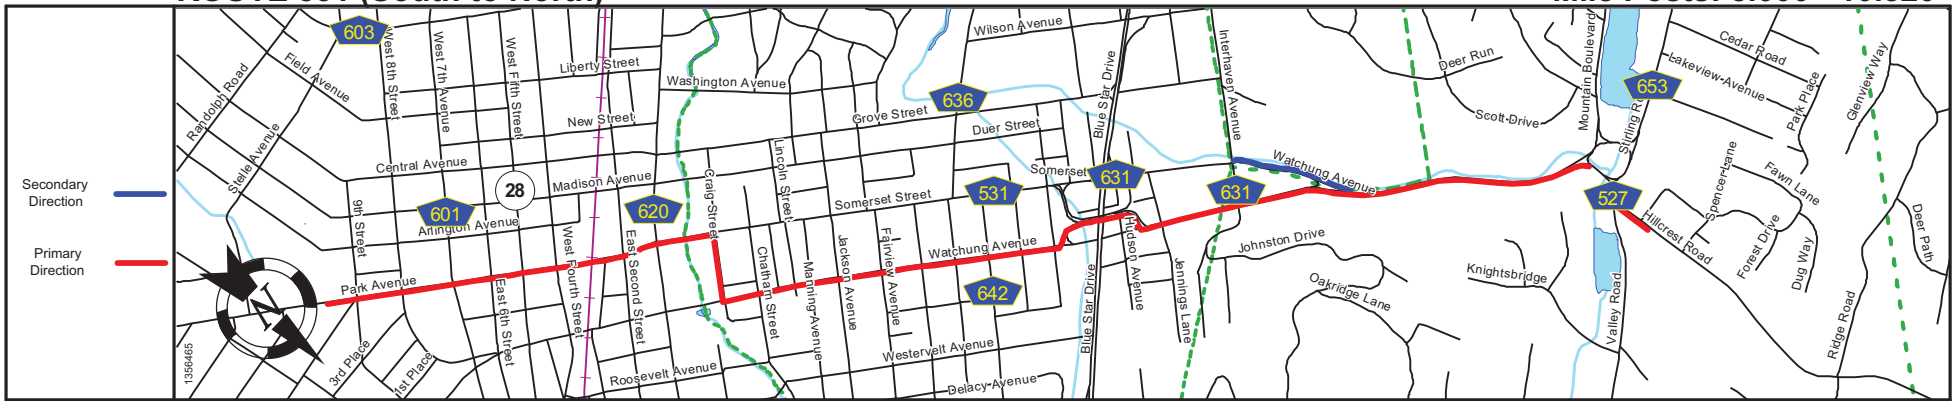 Secondary
Direction
Primary
Direction
603
Randolph Road
Field Avenue
West 8th Street
West 7th Avenue
West Fifth Street
Liberty Street
Washington Avenue
New Street
Stelle Avenue
Central Avenue
Madison Avenue
28
601
Arlington Avenue
9th Street
Park Avenue
620
West Fourth Street
East Second Street
East 6th Street
3rd Place
1st Place
Roosevelt Avenue
1356465
N
Craig Street
Lincoln Street
Chatham Street
Manning Avenue
Jackson Avenue
Fairview Avenue
Grove Street
Duer Street
Somerset Street
Watchung Avenue
Westervelt Avenue
Delacy Avenue
Wilson Avenue
636
531
642
Somerset
631
Blue Star Drive
Blue Star Drive
Hudson Avenue
Jennings Lane
Interhaven Avenue
631
Watchung Avenue
Johnston Drive
Oakridge Lane
Knightsbridge
Deer Run
Scott Drive
Mountain Boulevard
653
527
Valley Road
Hillcrest Road
Spencer Lane
Forest Drive
Dug Way
Fawn Lane
Cedar Road
Lakeview Avenue
Park Place
Glenview Way
Deer Path
Ridge Road